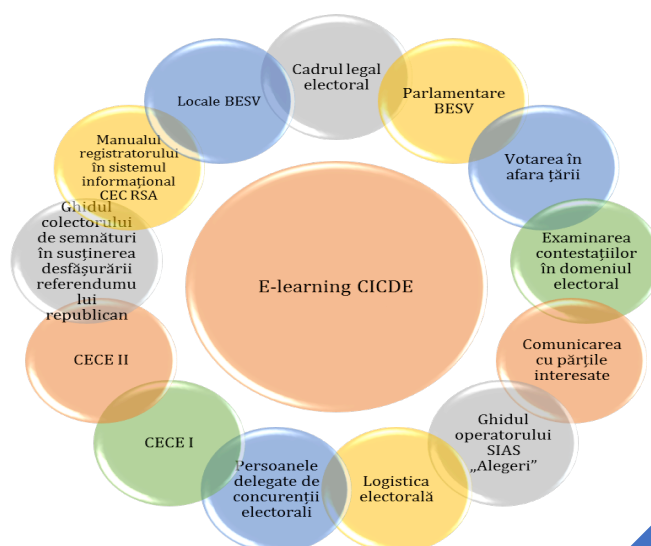 Cadrul legal
electoral
Parlamentare
BESV
Votarea în
afara țării
Examinarea
contestațiilor
în domeniul
electoral
Comunicarea
cu părțile
interesate
Ghidul
operatorului
SIAS
„Alegeri”
Logistica
electorală
Persoanele
delegate de
concurenții
electorali
CECE I
CECE II
Ghidul
colectorului
de semnături
în susținerea
desfășurării
referendumu
lui
republican
Manualul
registratorului
în sistemul
informațional
CEC RSA
Locale BESV
E-learning CICDE